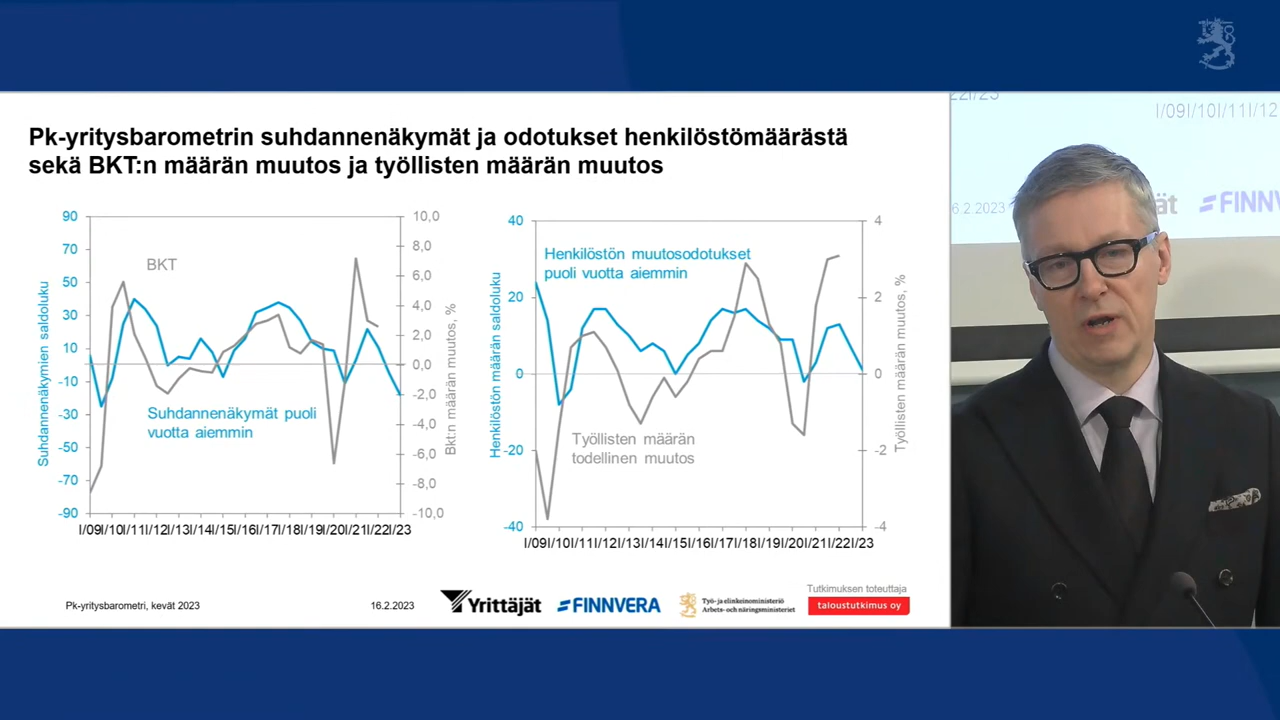 Pk-yritysbarometrin suhdannenäkymät ja odotukset henkilöstömäärästä
sekä BKT:n määrän muutos ja työllisten määrän muutos
Suhdannenäkymien saldoluku
90
70
50
30
10
-10
-30
-50
-70
-90
BKT
Suhdannenäkymät puoli
vuotta aiemmin
10,0
8,0
6,0
4,0
2,0
0,0
-2,0
-4,0
-6,0
-8,0
-10,0
Bkt:n määrän muutos, %
I/09I/10I/11I/12I/13I/14I/15I/16I/17I/18I/19I/20I/21I/22I/23
Henkilöstön määrän saldoluku
40
20
0
-20
-40
Henkilöstön muutosodotukset
puoli vuotta aiemmin
Työllisten määrän
todellinen muutos
4
2
0
-2
-4
Työllisten määrän muutos, %
I/09I/10I/11I/12I/13I/14I/15I/16I/17I/18I/19I/20I/21I/22I/23
Pk-yritysbarometri, kevät 2023
16.2.2023
Yrittäjät
FINNVERA
Työ- ja elinkeinoministeriö
Arbets- och näringsministeriet
Tutkimuksen toteuttaja
taloustutkimus oy
22I/23
I/09I/10I/11I/12
6.2.2023
ät
FINNV